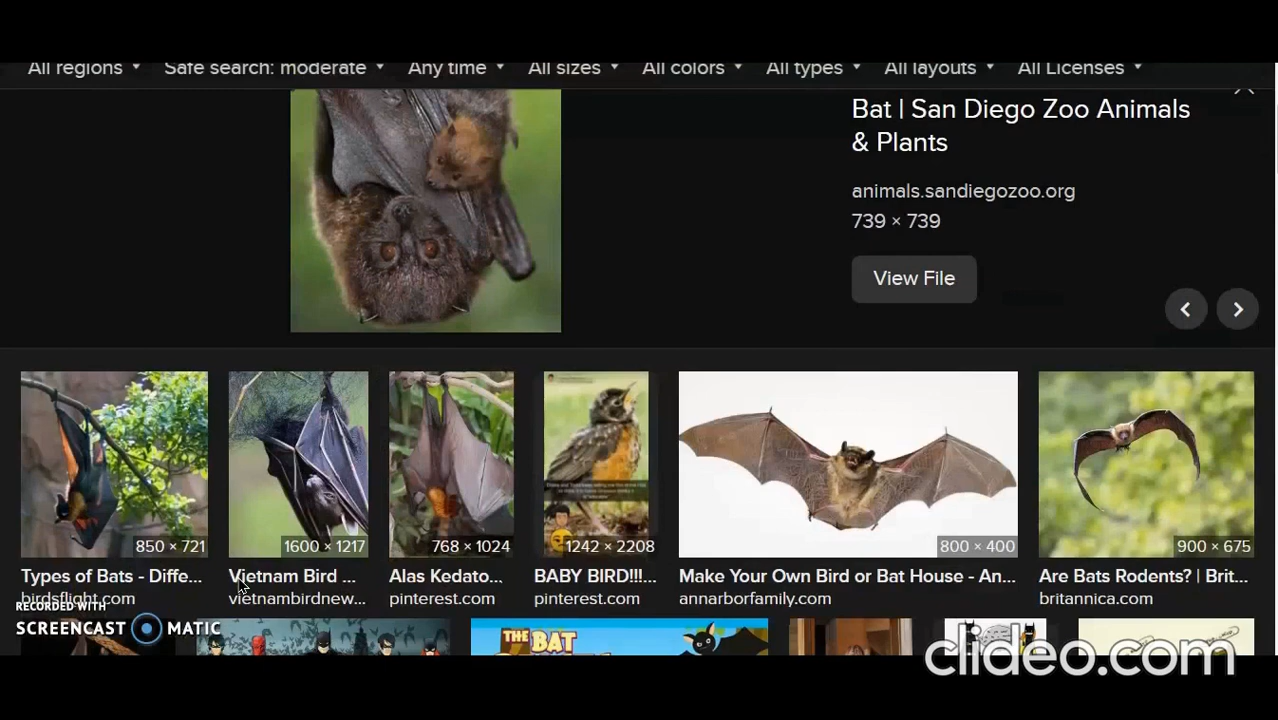 All regions Safe search: moderate Any time All sizes All colors All types All layouts All Licenses
Bat | San Diego Zoo Animals
& Plants
animals.sandiegozoo.org
739 × 739
View File
850 × 721
1600 × 1217
768 × 1024
1242 × 2208
800 × 400
900 × 675
Types of Bats - Diffe...
birdsflight.com
Vietnam Bird ...
vietnambirdnew...
Alas Kedato...
pinterest.com
BABY BIRD!!!...
pinterest.com
Make Your Own Bird or Bat House - An...
annarborfamily.com
Are Bats Rodents? | Brit...
britannica.com
RECORDED WITH
SCREENCAST MATIC
THE BAT
clideo.com